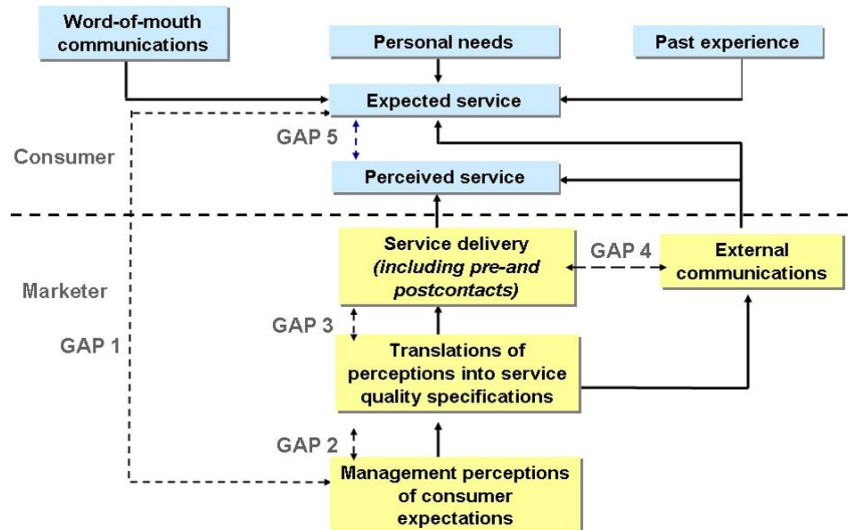 Word-of-mouth
communications
Personal needs
Past experience
Expected service
GAP 5
Consumer
Perceived service
Service delivery
(including pre-and
postcontacts)
GAP 4
External
communications
Marketer
GAP 3
GAP 1
Translations of
perceptions into service
quality specifications
GAP 2
Management perceptions
of consumer
expectations